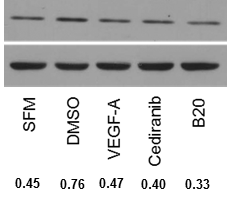 SFM
DMSO
VEGF-A
Cediranib
B20
0.45 0.76 0.47 0.40 0.33